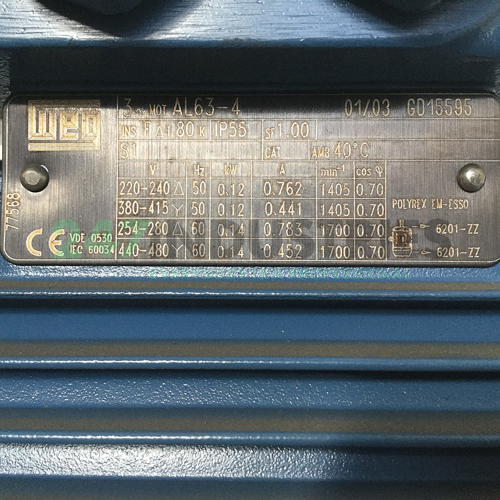 WEG
3~ MOT AL63-4 01/03 GD15595
INS F Δt 80 K IP55 SF 1.00
S1 CAT. AMB 40°C
V Hz kW A min⁻¹ cos φ
220-240 Δ 50 0.12 0.762 1405 0.70
380-415 Y 50 0.12 0.441 1405 0.70
254-280 Δ 60 0.14 0.783 1700 0.70
440-480 Y 60 0.14 0.452 1700 0.70
POLYREX EM-ESSO
6201-ZZ
6201-ZZ
CE VDE 0530
IEC 60034